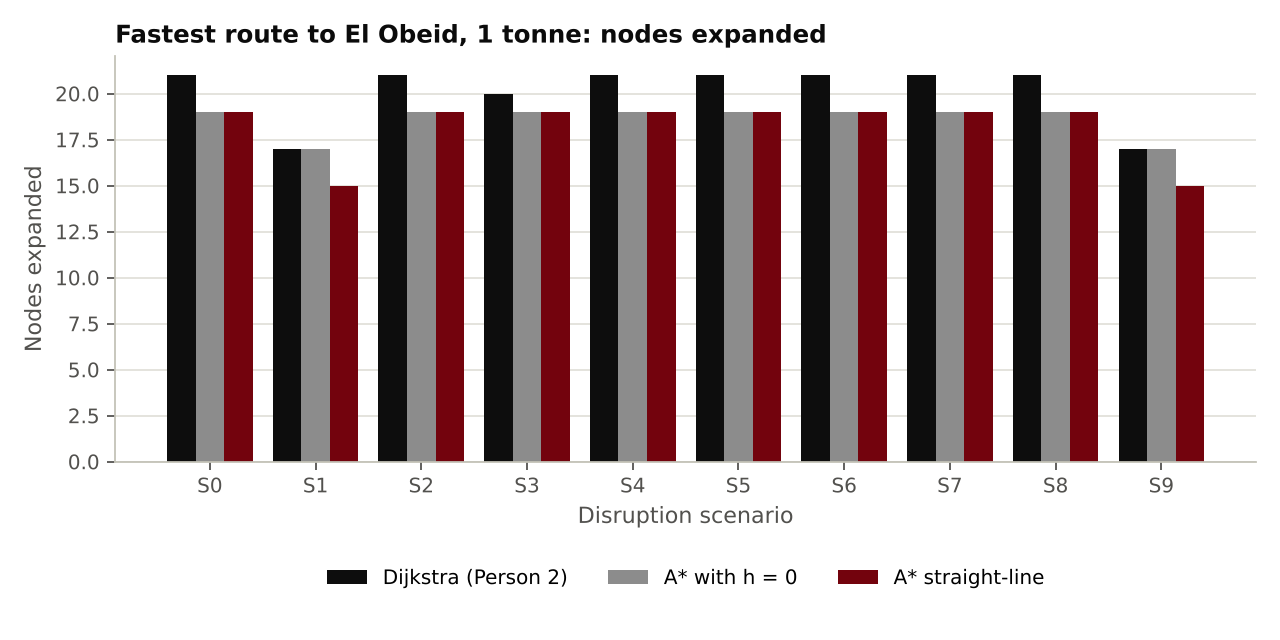 Fastest route to El Obeid, 1 tonne: nodes expanded
Nodes expanded
20.0
17.5
15.0
12.5
10.0
7.5
5.0
2.5
0.0
S0 S1 S2 S3 S4 S5 S6 S7 S8 S9
Disruption scenario
Dijkstra (Person 2) A* with h = 0 A* straight-line